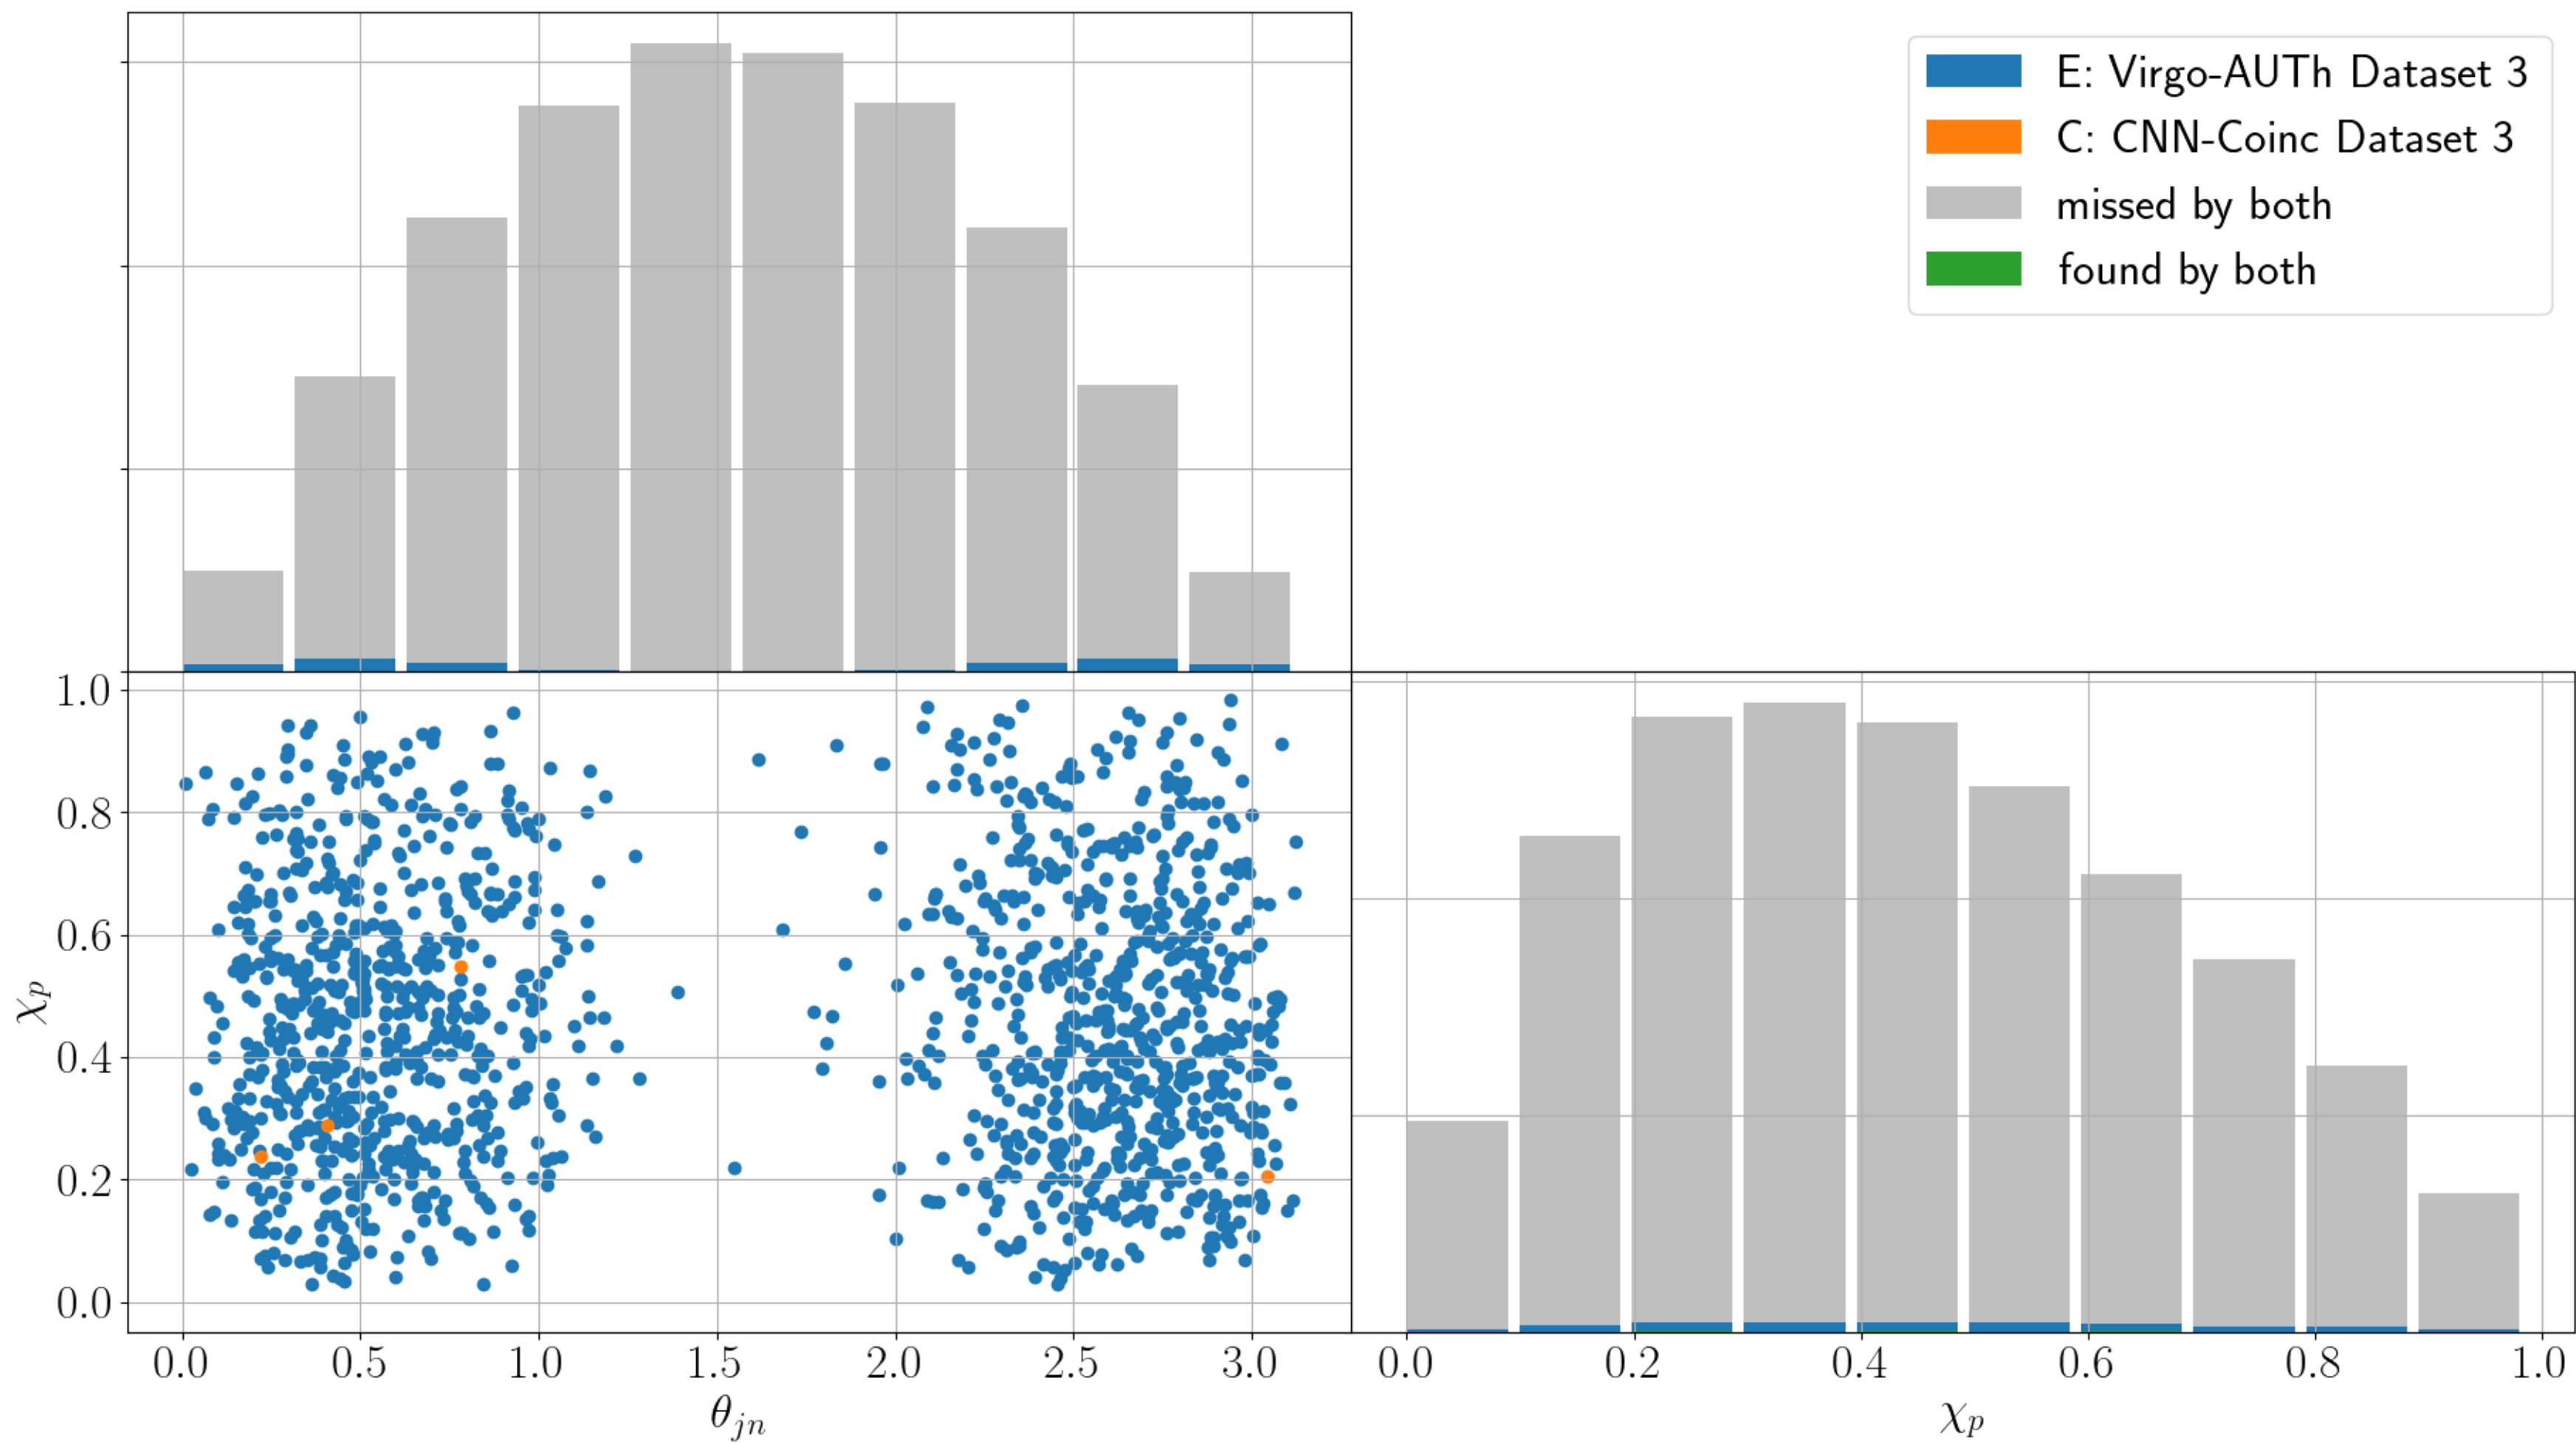 E: Virgo-AUTh Dataset 3
C: CNN-Coinc Dataset 3
missed by both
found by both
1.0
0.8
0.6
0.4
0.2
0.0
χp
0.0 0.5 1.0 1.5 2.0 2.5 3.0
θjn
0.0 0.2 0.4 0.6 0.8 1.0
χp